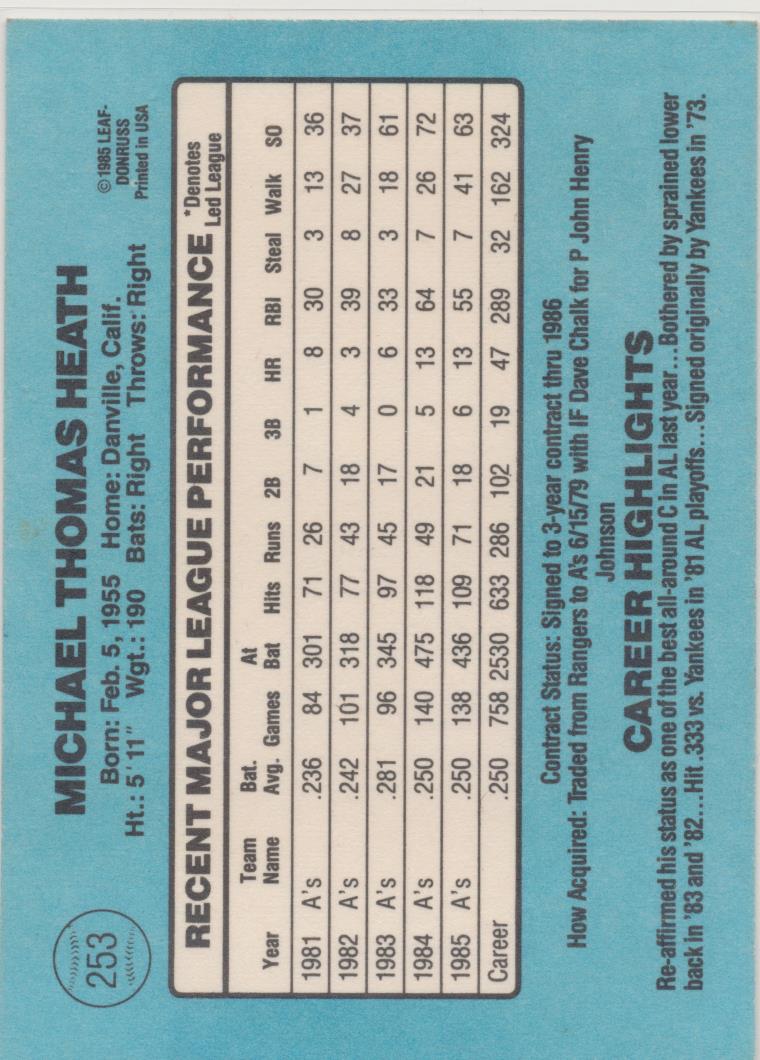 253
MICHAEL THOMAS HEATH
Born: Feb. 5, 1955 Home: Danville, Calif.
Ht.: 5' 11" Wgt.: 190 Bats: Right Throws: Right
© 1985 LEAF-
DONRUSS
Printed in USA
RECENT MAJOR LEAGUE PERFORMANCE
*Denotes
Led League
Year Team Name Bat. Avg. Games At Bat Hits Runs 2B 3B HR RBI Steal Walk SO
1981 A's .236 84 301 71 26 7 1 8 30 3 13 36
1982 A's .242 101 318 77 43 18 4 3 39 8 27 37
1983 A's .281 96 345 97 45 17 0 6 33 3 18 61
1984 A's .250 140 475 118 49 21 5 13 64 7 26 72
1985 A's .250 138 436 109 71 18 6 13 55 7 41 63
Career .250 758 2530 633 286 102 19 47 289 32 162 324
Contract Status: Signed to 3-year contract thru 1986
How Acquired: Traded from Rangers to A's 6/15/79 with IF Dave Chalk for P John Henry
Johnson
CAREER HIGHLIGHTS
Re-affirmed his status as one of the best all-around C in AL last year...Bothered by sprained lower
back in '83 and '82...Hit .333 vs. Yankees in '81 AL playoffs...Signed originally by Yankees in '73.